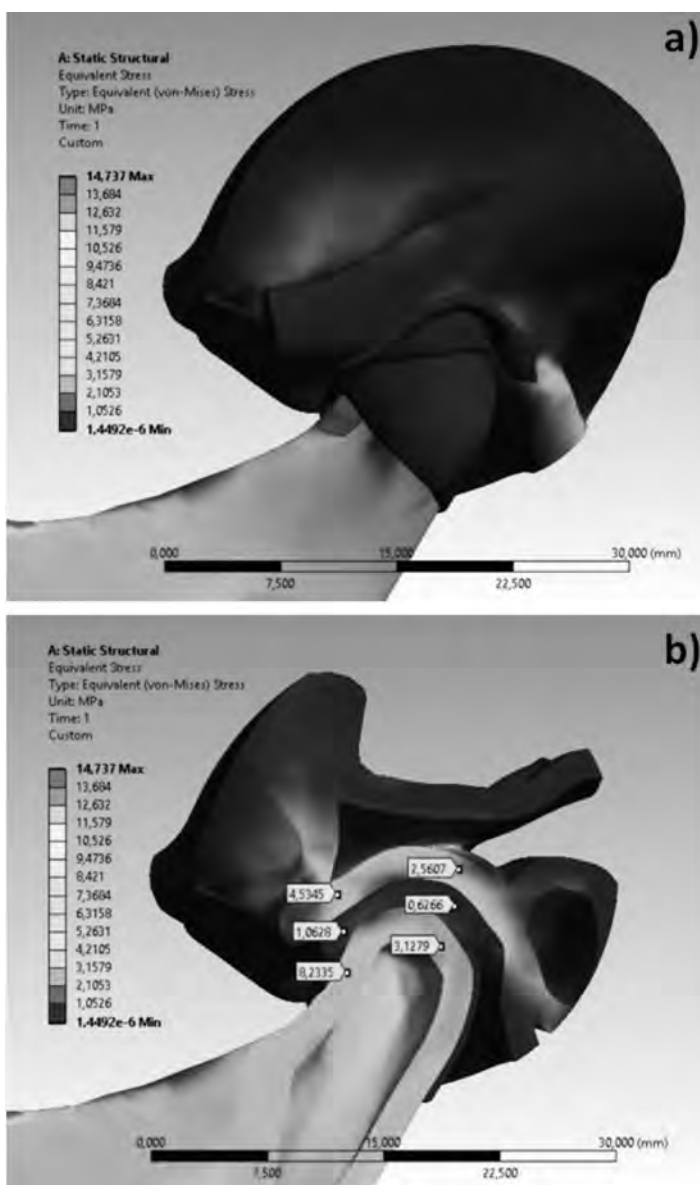 a)
A: Static Structural
Equivalent Stress
Type: Equivalent (von-Mises) Stress
Unit: MPa
Time: 1
Custom
14,737 Max
13,684
12,632
11,579
10,526
9,4736
8,421
7,3684
6,3158
5,2631
4,2105
3,1579
2,1053
1,0526
1,4492e-6 Min
0,000 15,000 30,000 (mm)
7,500 22,500
b)
A: Static Structural
Equivalent Stress
Type: Equivalent (von-Mises) Stress
Unit: MPa
Time: 1
Custom
14,737 Max
13,684
12,632
11,579
10,526
9,4736
8,421
7,3684
6,3158
5,2631
4,2105
3,1579
2,1053
1,0526
1,4492e-6 Min
2,5607
4,5345
0,6266
1,0628
3,1279
8,2335
0,000 15,000 30,000 (mm)
7,500 22,500